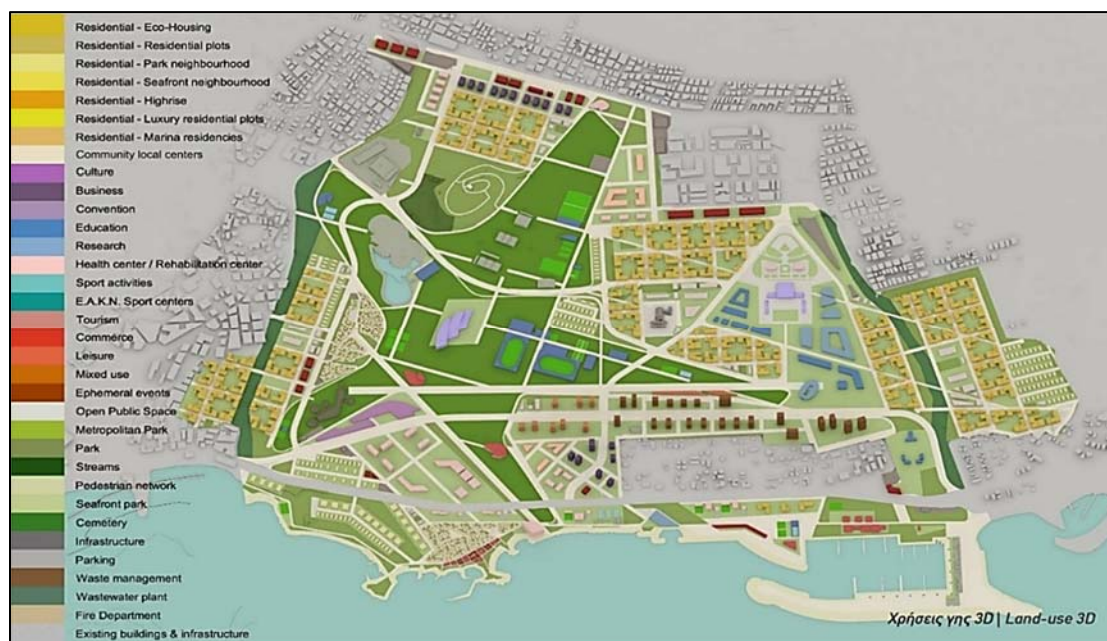 Residential - Eco-Housing
Residential - Residential plots
Residential - Park neighbourhood
Residential - Seafront neighbourhood
Residential - Highrise
Residential - Luxury residential plots
Residential - Marina residencies
Community local centers
Culture
Business
Convention
Education
Research
Health center / Rehabilitation center
Sport activities
E.A.K.N. Sport centers
Tourism
Commerce
Leisure
Mixed use
Ephemeral events
Open Public Space
Metropolitan Park
Park
Streams
Pedestrian network
Seafront park
Cemetery
Infrastructure
Parking
Waste management
Wastewater plant
Fire Department
Existing buildings & infrastructure
Χρήσεις γης 3D | Land-use 3D